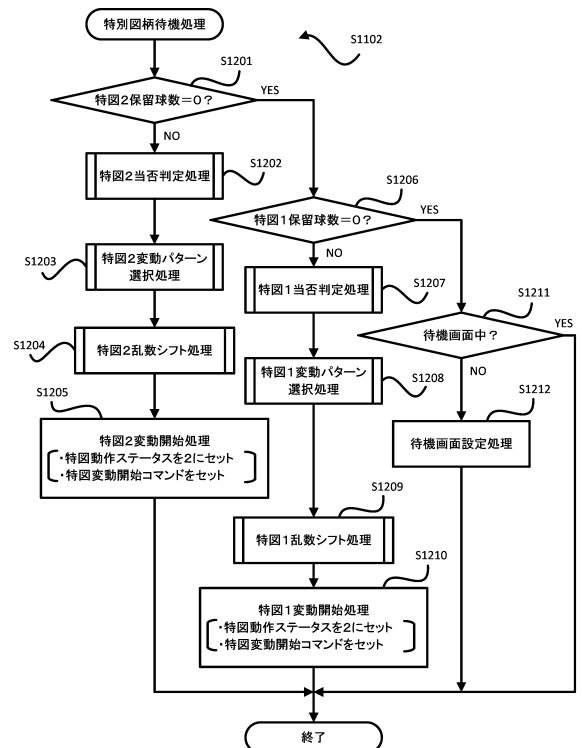 特別図柄待機処理
S1102
S1201
特図2保留球数=0?
YES
NO
S1202
特図2当否判定処理
S1206
特図1保留球数=0?
YES
NO
S1203
特図2変動パターン
選択処理
S1207
特図1当否判定処理
S1211
待機画面中?
YES
NO
S1204
特図2乱数シフト処理
S1208
特図1変動パターン
選択処理
S1205
特図2変動開始処理
・特図動作ステータスを2にセット
・特図変動開始コマンドをセット
S1212
待機画面設定処理
S1209
特図1乱数シフト処理
S1210
特図1変動開始処理
・特図動作ステータスを2にセット
・特図変動開始コマンドをセット
終了